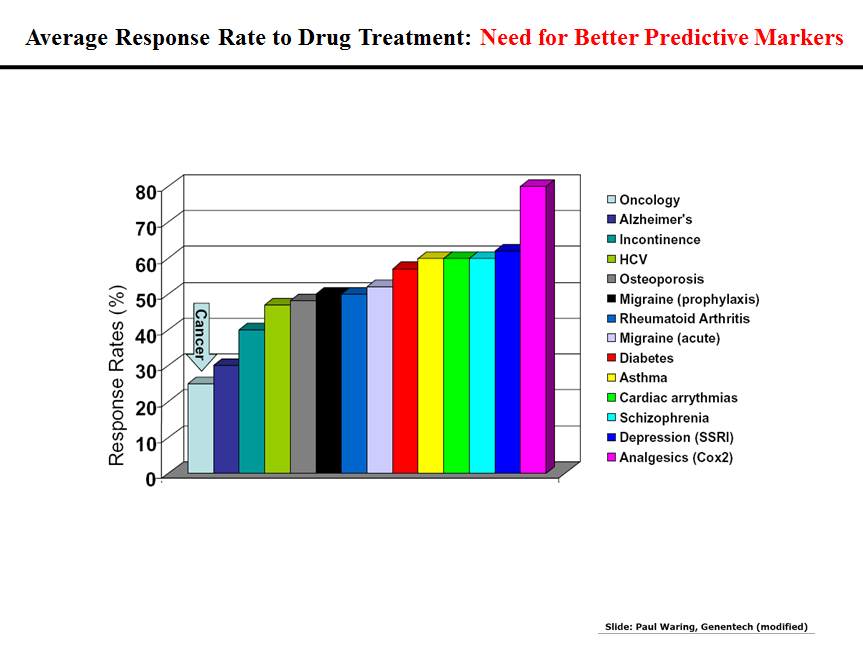 Average Response Rate to Drug Treatment: Need for Better Predictive Markers
Response Rates (%)
80
70
60
50
40
30
20
10
0
Cancer
Oncology
Alzheimer's
Incontinence
HCV
Osteoporosis
Migraine (prophylaxis)
Rheumatoid Arthritis
Migraine (acute)
Diabetes
Asthma
Cardiac arrythmias
Schizophrenia
Depression (SSRI)
Analgesics (Cox2)
Slide: Paul Waring, Genentech (modified)